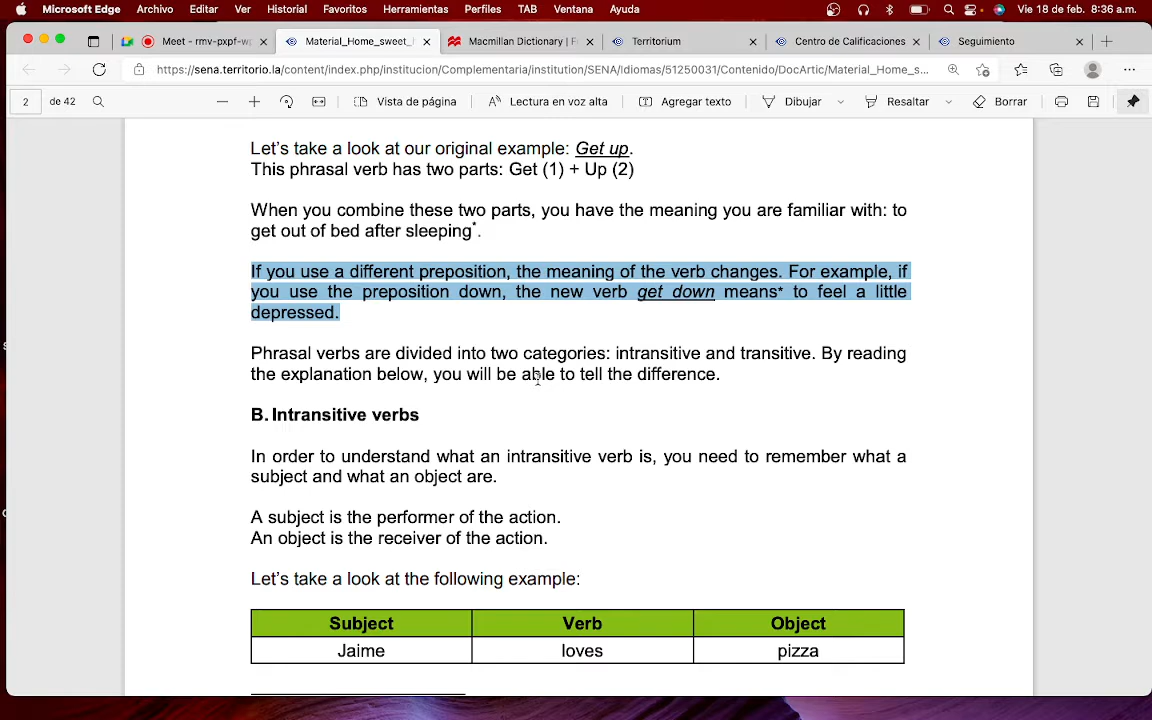 Microsoft Edge Archivo Editar Ver Historial Favoritos Herramientas Perfiles TAB Ventana Ayuda Vie 18 de feb. 8:36 a.m.
Meet - rmv-pxpf-w Material_Home_sweet_ Macmillan Dictionary | F Territorium Centro de Calificaciones Seguimiento
https://sena.territorio.la/content/index.php/institucion/Complementaria/institution/SENA/Idiomas/51250031/Contenido/DocArtic/Material_Home_s...
2 de 42 Vista de página Lectura en voz alta Agregar texto Dibujar Resaltar Borrar
Let's take a look at our original example: Get up.
This phrasal verb has two parts: Get (1) + Up (2)
When you combine these two parts, you have the meaning you are familiar with: to
get out of bed after sleeping*.
If you use a different preposition, the meaning of the verb changes. For example, if
you use the preposition down, the new verb get down means* to feel a little
depressed.
Phrasal verbs are divided into two categories: intransitive and transitive. By reading
the explanation below, you will be able to tell the difference.
B. Intransitive verbs
In order to understand what an intransitive verb is, you need to remember what a
subject and what an object are.
A subject is the performer of the action.
An object is the receiver of the action.
Let's take a look at the following example:
Subject Verb Object
Jaime loves pizza